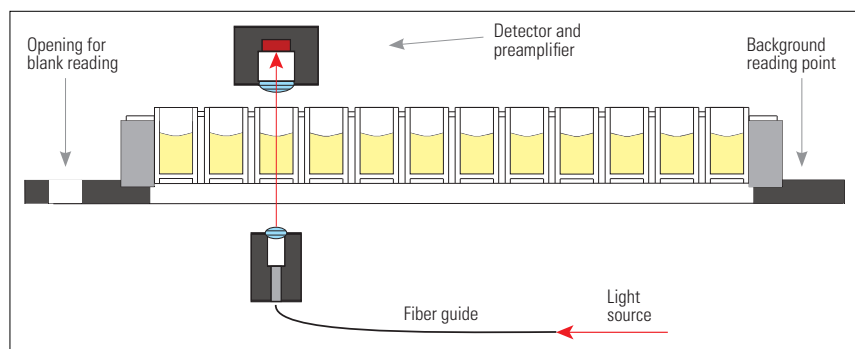 Opening for
blank reading
Detector and
preamplifier
Background
reading point
Fiber guide
Light
source